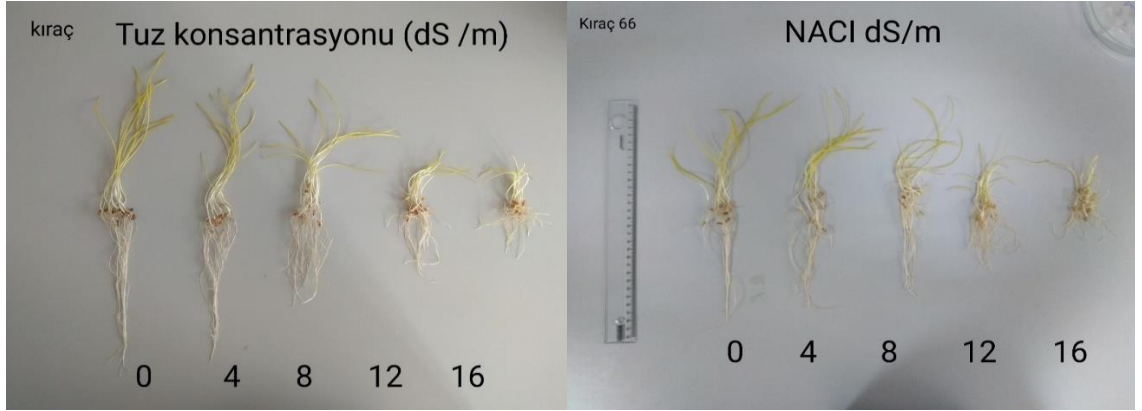 kıraç
Tuz konsantrasyonu (dS /m)
0 4 8 12 16
Kıraç 66
NACI dS/m
0 4 8 12 16